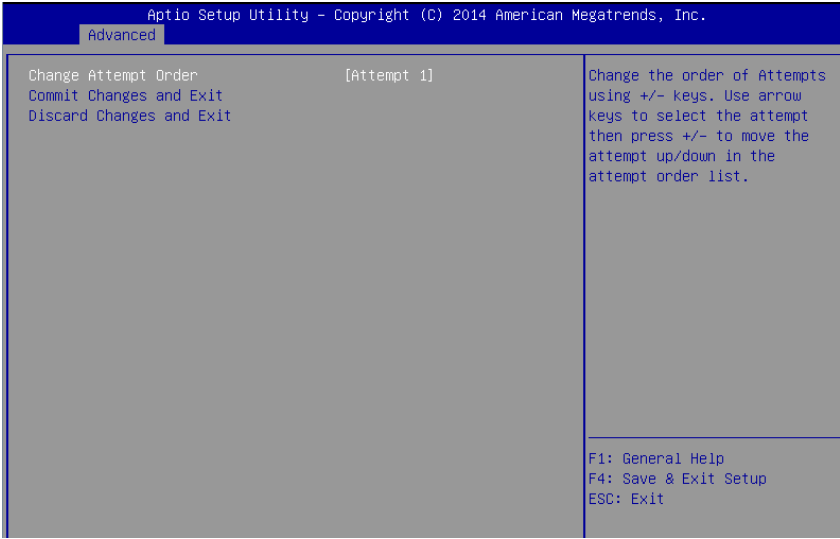 Aptio Setup Utility – Copyright (C) 2014 American Megatrends, Inc.
Advanced
Change Attempt Order [Attempt 1]
Commit Changes and Exit
Discard Changes and Exit
Change the order of Attempts
using +/- keys. Use arrow
keys to select the attempt
then press +/- to move the
attempt up/down in the
attempt order list.
F1: General Help
F4: Save & Exit Setup
ESC: Exit